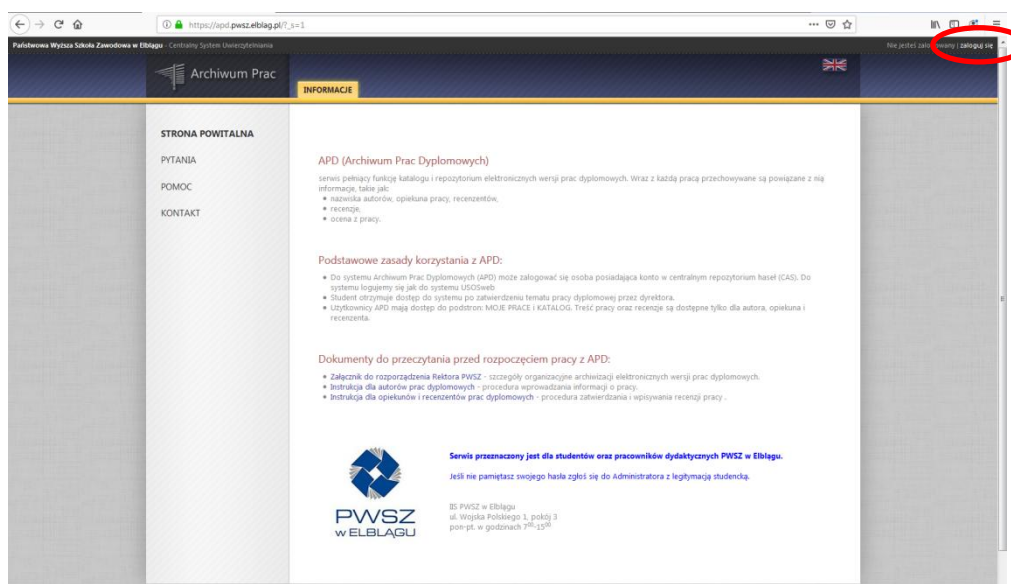 https://apd.pwsz.elblag.pl/?_s=1
Państwowa Wyższa Szkoła Zawodowa w Elblągu - Centralny System Uwierzytelniania
Nie jesteś zalogowany | zaloguj się
Archiwum Prac
INFORMACJE
STRONA POWITALNA
PYTANIA
POMOC
KONTAKT
APD (Archiwum Prac Dyplomowych)
serwis pełniący funkcję katalogu i repozytorium elektronicznych wersji prac dyplomowych. Wraz z każdą pracą przechowywane są powiązane z nią
informacje, takie jak:
• nazwiska autorów, opiekuna pracy, recenzentów,
• recenzje,
• ocena z pracy.
Podstawowe zasady korzystania z APD:
• Do systemu Archiwum Prac Dyplomowych (APD) może zalogować się osoba posiadająca konto w centralnym repozytorium haseł (CAS). Do
systemu logujemy się jak do systemu USOSweb
• Student otrzymuje dostęp do systemu po zatwierdzeniu tematu pracy dyplomowej przez dyrektora.
• Użytkownicy APD mają dostęp do podstron: MOJE PRACE i KATALOG. Treść pracy oraz recenzje są dostępne tylko dla autora, opiekuna i
recenzenta.
Dokumenty do przeczytania przed rozpoczęciem pracy z APD:
• Załącznik do rozporządzenia Rektora PWSZ - szczegóły organizacyjne archiwizacji elektronicznych wersji prac dyplomowych.
• Instrukcja dla autorów prac dyplomowych - procedura wprowadzania informacji o pracy.
• Instrukcja dla opiekunów i recenzentów prac dyplomowych - procedura zatwierdzania i wpisywania recenzji pracy .
Serwis przeznaczony jest dla studentów oraz pracowników dydaktycznych PWSZ w Elblągu.
Jeśli nie pamiętasz swojego hasła zgłoś się do Administratora z legitymacją studencką.
PWSZ
w ELBLĄGU
IIS PWSZ w Elblągu
ul. Wojska Polskiego 1, pokój 3
pon-pt. w godzinach 7⁰⁰-15⁰⁰